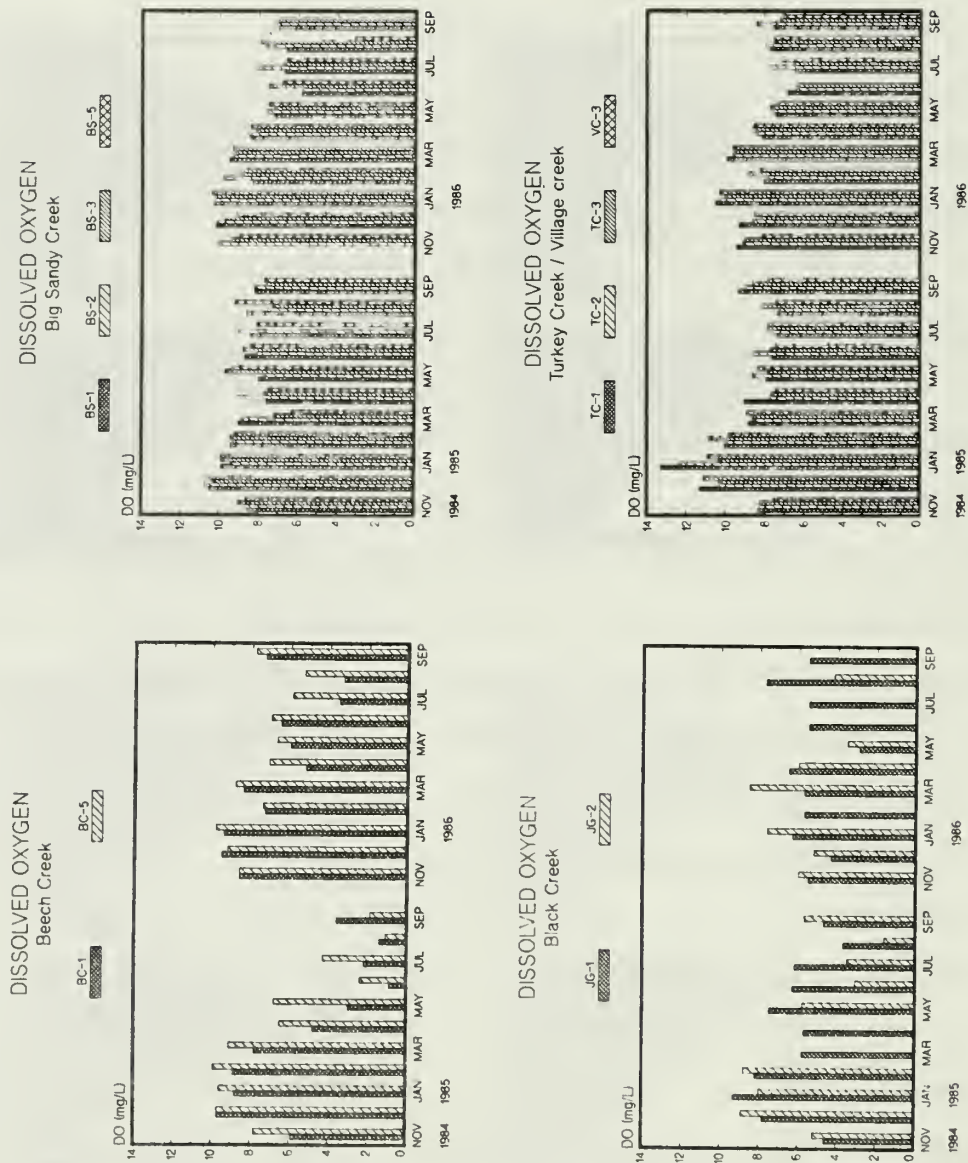 DISSOLVED OXYGEN
Beech Creek
BC-1 BC-5
DO (mg/L)
14
12
10
8
6
4
2
0
NOV JAN MAR MAY JUL SEP NOV JAN MAR MAY JUL SEP
1984 1985 1986
DISSOLVED OXYGEN
Big Sandy Creek
BS-1 BS-2 BS-3 BS-5
DO (mg/L)
14
12
10
8
6
4
2
0
NOV JAN MAR MAY JUL SEP NOV JAN MAR MAY JUL SEP
1984 1985 1986
DISSOLVED OXYGEN
Black Creek
JG-1 JG-2
DO (mg/L)
14
12
10
8
6
4
2
0
NOV JAN MAR MAY JUL SEP NOV JAN MAR MAY JUL SEP
1984 1985 1986
DISSOLVED OXYGEN
Turkey Creek / Village creek
TC-1 TC-2 TC-3 VC-3
DO (mg/L)
14
12
10
8
6
4
2
0
NOV JAN MAR MAY JUL SEP NOV JAN MAR MAY JUL SEP
1984 1985 1986